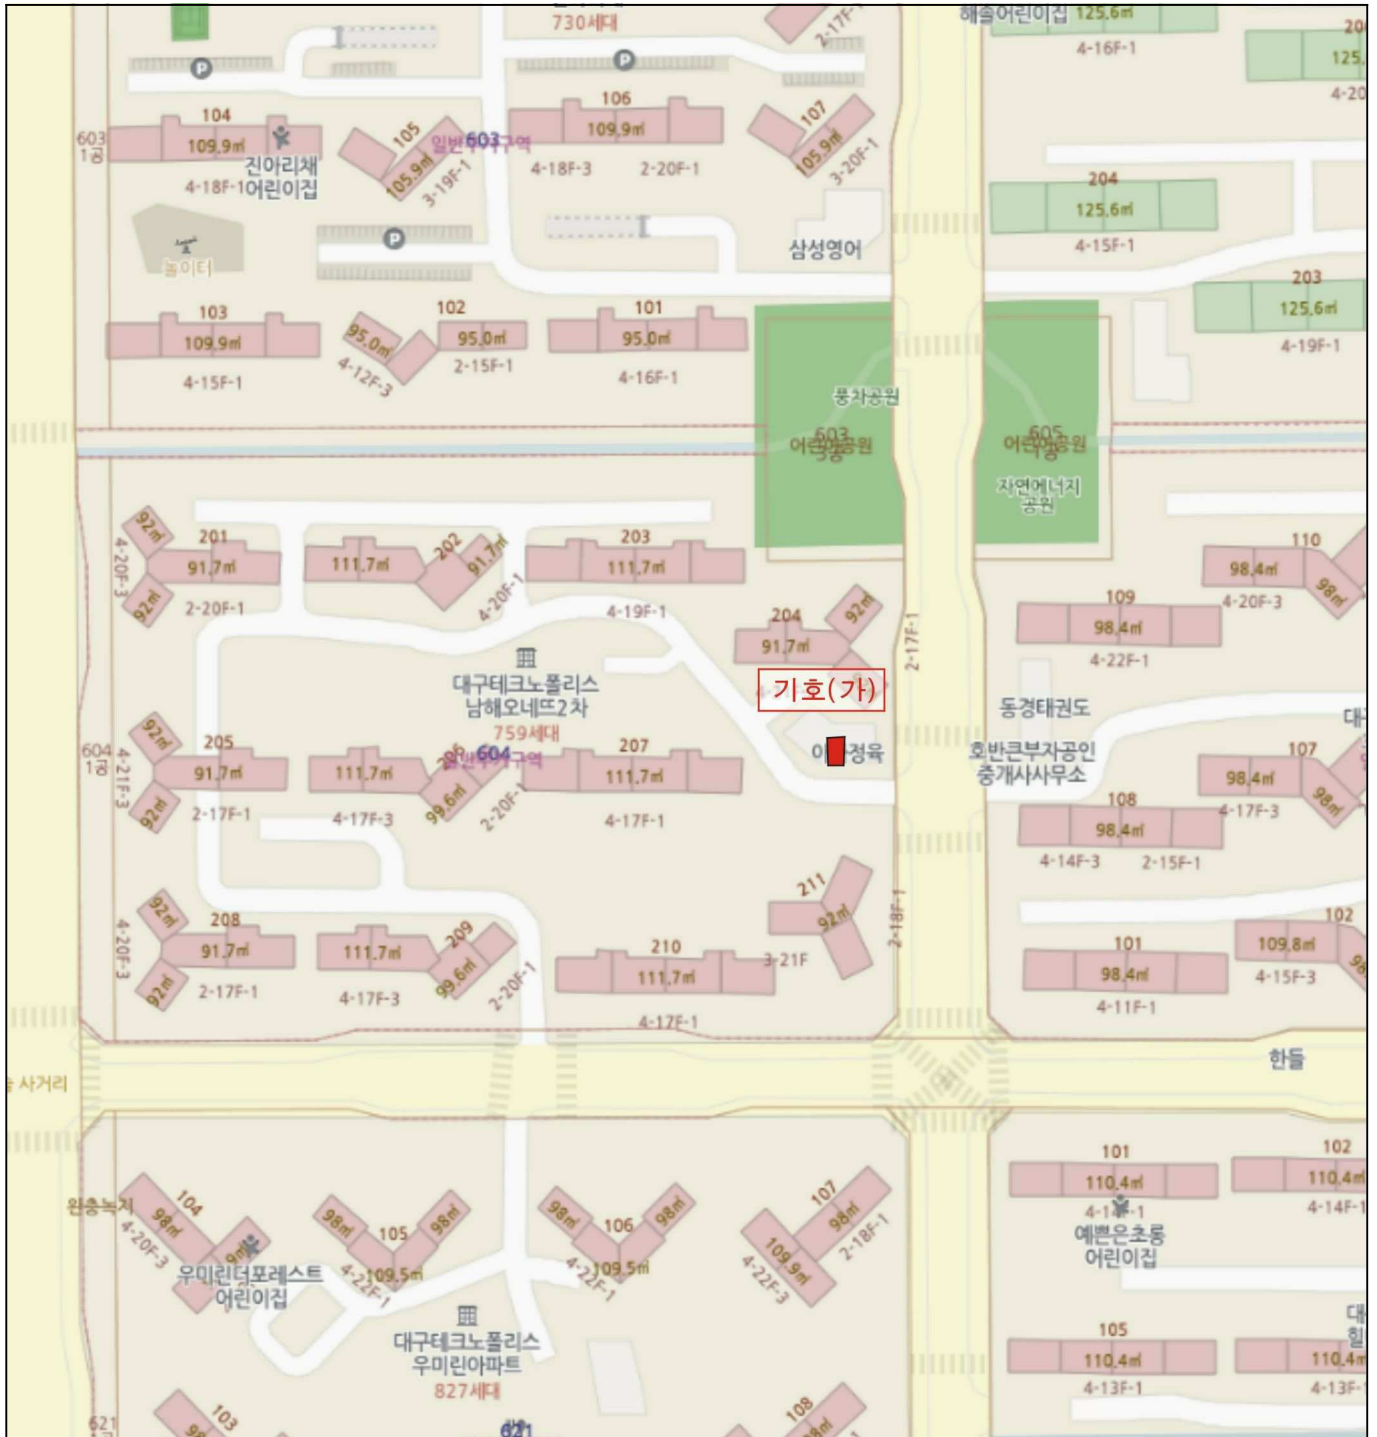 730세대
2-17F-1
해솔어린이집
125.6㎡
4-16F-1
125.
4-20
104
109.9㎡
4-18F-1
진아리채
어린이집
105
105.9㎡
3-19F-1
603
106
109.9㎡
4-18F-3
2-20F-1
107
105.9㎡
3-20F-1
603
P
P
P
204
125.6㎡
4-15F-1
삼성영어
놀이터
203
125.6㎡
4-19F-1
103
109.9㎡
4-15F-1
102
95.0㎡
4-12F-3
95.0㎡
2-15F-1
101
95.0㎡
4-16F-1
풍차공원
603
어린이공원
605
어린이공원
자연에너지
공원
92㎡
4-20F-3
92㎡
201
91.7㎡
2-20F-1
111.7㎡
202
91.7㎡
4-20F-1
203
111.7㎡
4-19F-1
204
91.7㎡
92㎡
2-17F-1
110
98.4㎡
4-20F-3
98㎡
109
98.4㎡
4-22F-1
대구테크노폴리스
남해오네뜨2차
759세대
기호(가)
정육
동경태권도
호반큰부자공인
중개사사무소
604
604
92㎡
4-21F-3
92㎡
205
91.7㎡
2-17F-1
111.7㎡
4-17F-3
99.6㎡
2-20F-1
207
111.7㎡
4-17F-1
107
98.4㎡
4-17F-3
98㎡
108
98.4㎡
4-14F-3
2-15F-1
211
92㎡
3-21F
2-18F-1
92㎡
4-20F-3
92㎡
208
91.7㎡
2-17F-1
111.7㎡
4-17F-3
209
99.6㎡
2-20F-1
210
111.7㎡
4-17F-1
101
98.4㎡
4-11F-1
102
109.8㎡
4-15F-3
한들
사거리
완충녹지
104
98㎡
4-20F-3
우미린더포레스트
어린이집
98㎡
105
98㎡
4-22F-1
109.5㎡
98㎡
106
98㎡
4-22F-1
109.5㎡
107
98㎡
2-18F-1
109.9㎡
4-22F-3
101
110.4㎡
4-14F-1
예쁜은초롱
어린이집
102
110.4㎡
4-14F-1
대구테크노폴리스
우미린아파트
827세대
105
110.4㎡
4-13F-1
110.4㎡
4-13F-
621
103
621
108